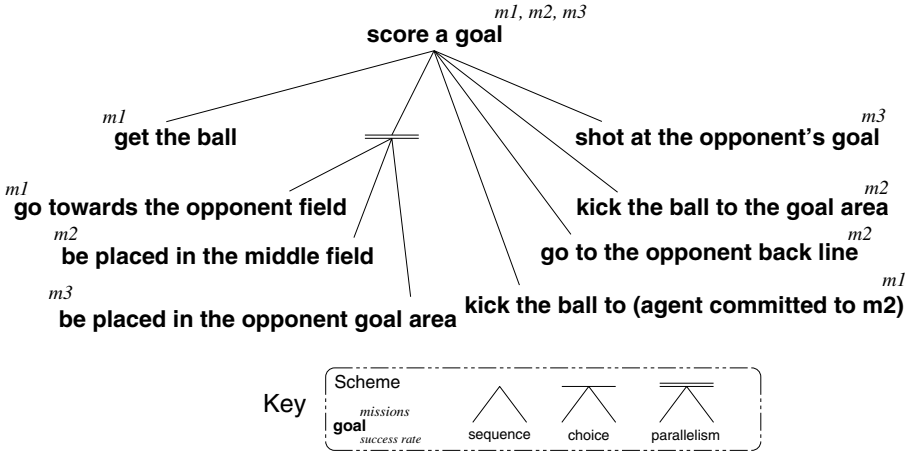 m1, m2, m3
score a goal
m1
get the ball
m3
shot at the opponent's goal
m1
go towards the opponent field
m2
kick the ball to the goal area
m2
be placed in the middle field
m2
go to the opponent back line
m3
be placed in the opponent goal area
m1
kick the ball to (agent committed to m2)
Key
Scheme
missions
goal
success rate
sequence
choice
parallelism